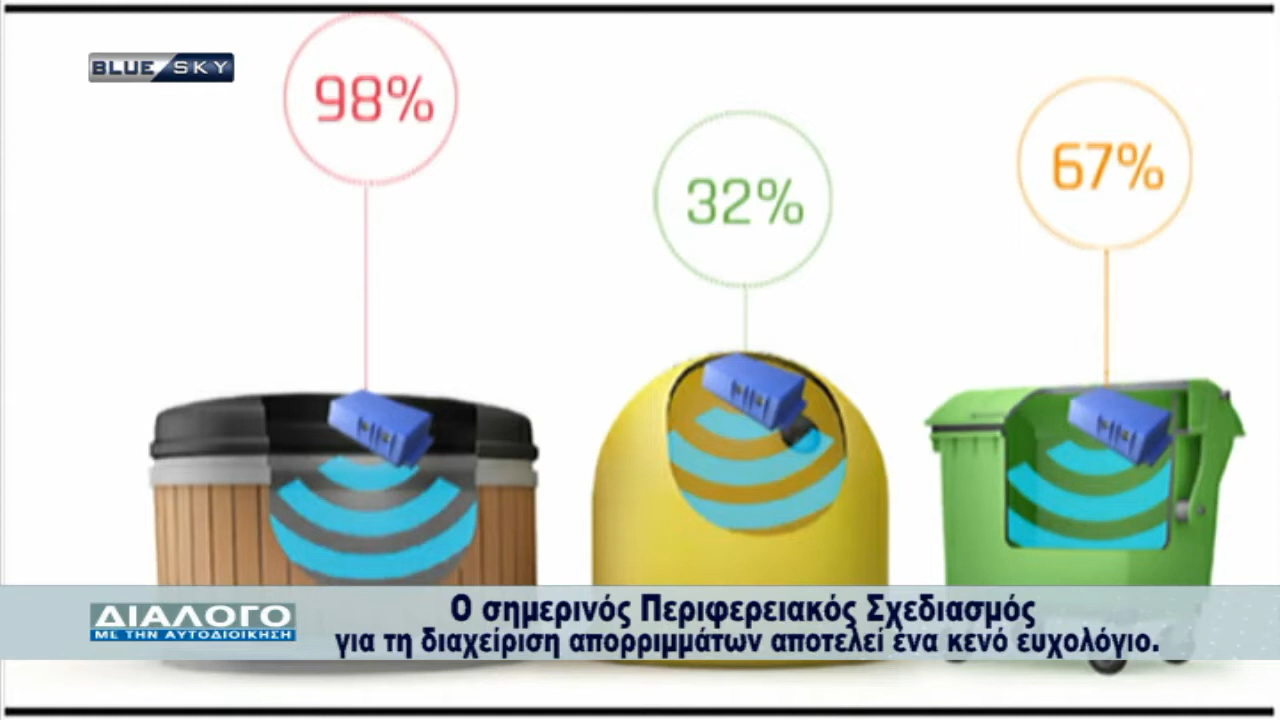 BLUE SKY
98%
32%
67%
ΔΙΑΛΟΓΟ
ΜΕ ΤΗΝ ΑΥΤΟΔΙΟΙΚΗΣΗ
Ο σημερινός Περιφερειακός Σχεδιασμός
για τη διαχείριση απορριμμάτων αποτελεί ένα κενό ευχολόγιο.